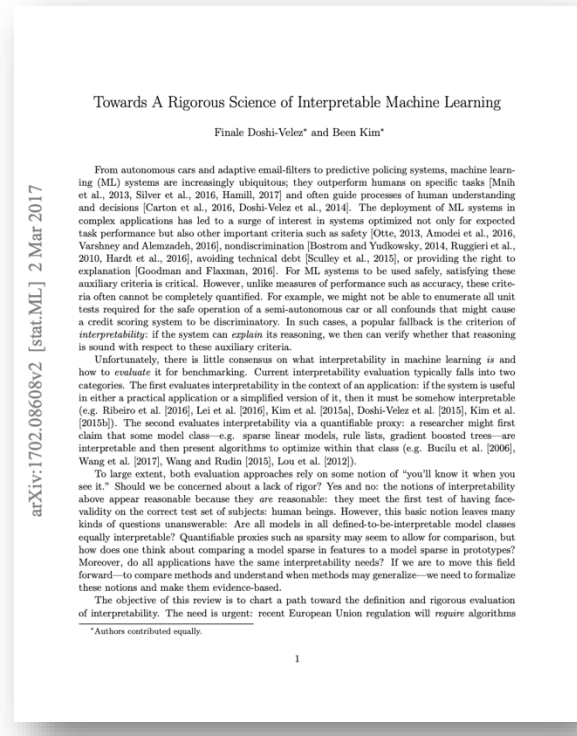 Towards A Rigorous Science of Interpretable Machine Learning
Finale Doshi-Velez* and Been Kim*
From autonomous cars and adaptive email-filters to predictive policing systems, machine learn-
ing (ML) systems are increasingly ubiquitous; they outperform humans on specific tasks [Mnih
et al., 2013, Silver et al., 2016, Hamill, 2017] and often guide processes of human understanding
and decisions [Carton et al., 2016, Doshi-Velez et al., 2014]. The deployment of ML systems in
complex applications has led to a surge of interest in systems optimized not only for expected
task performance but also other important criteria such as safety [Otte, 2013, Amodei et al., 2016,
Varshney and Alemzadeh, 2016], nondiscrimination [Bostrom and Yudkowsky, 2014, Ruggieri et al.,
2010, Hardt et al., 2016], avoiding technical debt [Sculley et al., 2015], or providing the right to
explanation [Goodman and Flaxman, 2016]. For ML systems to be used safely, satisfying these
auxiliary criteria is critical. However, unlike measures of performance such as accuracy, these crite-
ria often cannot be completely quantified. For example, we might not be able to enumerate all unit
tests required for the safe operation of a semi-autonomous car or all confounds that might cause
a credit scoring system to be discriminatory. In such cases, a popular fallback is the criterion of
interpretability: if the system can explain its reasoning, we then can verify whether that reasoning
is sound with respect to these auxiliary criteria.
Unfortunately, there is little consensus on what interpretability in machine learning is and
how to evaluate it for benchmarking. Current interpretability evaluation typically falls into two
categories. The first evaluates interpretability in the context of an application: if the system is useful
in either a practical application or a simplified version of it, then it must be somehow interpretable
(e.g. Ribeiro et al. [2016], Lei et al. [2016], Kim et al. [2015a], Doshi-Velez et al. [2015], Kim et al.
[2015b]). The second evaluates interpretability via a quantifiable proxy: a researcher might first
claim that some model class—e.g. sparse linear models, rule lists, gradient boosted trees—are
interpretable and then present algorithms to optimize within that class (e.g. Bucilu et al. [2006],
Wang et al. [2017], Wang and Rudin [2015], Lou et al. [2012]).
To large extent, both evaluation approaches rely on some notion of “you’ll know it when you
see it.” Should we be concerned about a lack of rigor? Yes and no: the notions of interpretability
above appear reasonable because they are reasonable: they meet the first test of having face-
validity on the correct test set of subjects: human beings. However, this basic notion leaves many
kinds of questions unanswerable: Are all models in all defined-to-be-interpretable model classes
equally interpretable? Quantifiable proxies such as sparsity may seem to allow for comparison, but
how does one think about comparing a model sparse in features to a model sparse in prototypes?
Moreover, do all applications have the same interpretability needs? If we are to move this field
forward—to compare methods and understand when methods may generalize—we need to formalize
these notions and make them evidence-based.
The objective of this review is to chart a path toward the definition and rigorous evaluation
of interpretability. The need is urgent: recent European Union regulation will require algorithms
*Authors contributed equally.
1
arXiv:1702.08608v2 [stat.ML] 2 Mar 2017